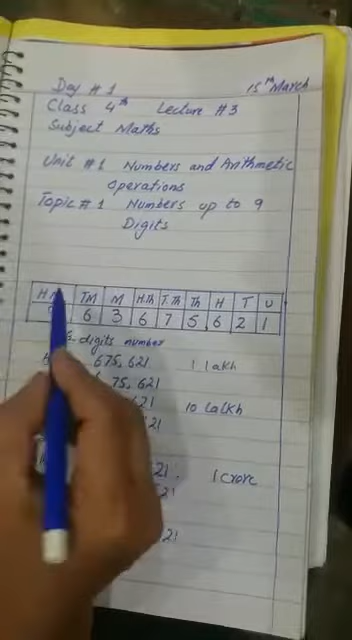 Day # 1 15th March
Class 4th Lecture # 3
Subject Maths
Unit # 1 Numbers and Arithmetic
Operations
Topic # 1 Numbers up to 9
Digits
H TM M H.Th T.Th Th H T U
6 3 6 7 5 6 2 1
digits number
675,621 1 Lakh
75,621
621 10 Lalkh
21
21, 1 crore
21
21